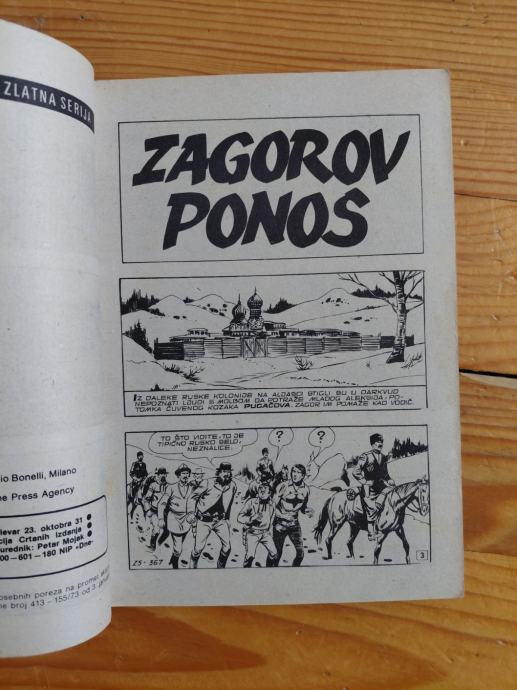 ZLATNA SERIJA
io Bonelli, Milano
ne Press Agency
levar 23. oktobra 31
cija Crtanih Izdanja
urednik: Petar Mojak
00-601-180 NIP »Dne-
osebnih poreza na promet
ne broj 413-155/73 od 3.
ZAGOROV
PONOS
IZ DALEKE RUSKE KOLONIJE NA ALJASCI STIGLI SU U DARKVUD
NEPOZNATI LJUDI S MOLBOM DA POTRAŽE MLADOG ALEKSIJA, PO-
TOMKA ČUVENOG KOZAKA PUGAČOVA. ZAGOR IM POMAŽE KAO VODIČ.
TO ŠTO VIDITE, TO JE
TIPIČNO RUSKO SELO,
NEZNALICE.
?
?
ZS-367
3